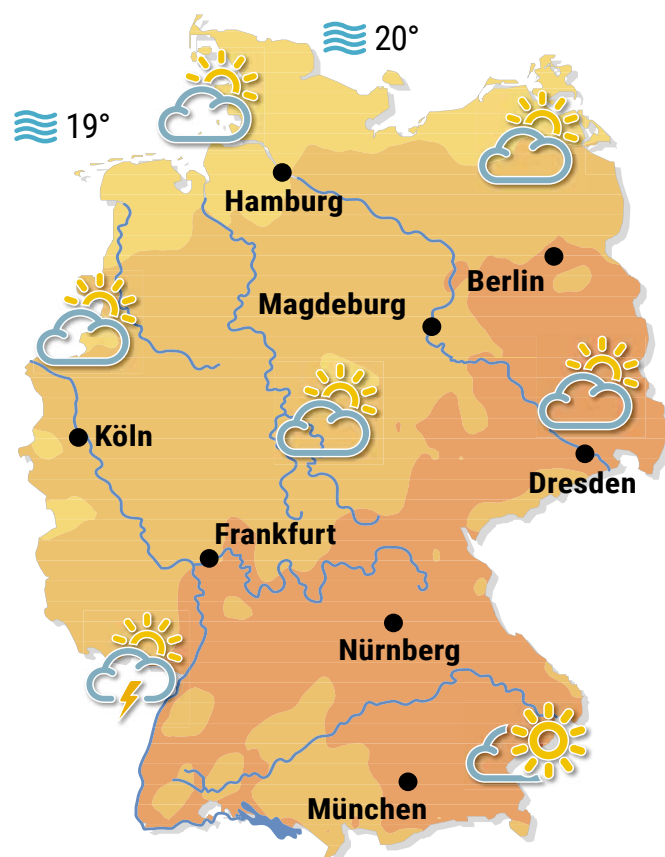 20°
19°
Hamburg
Berlin
Magdeburg
Köln
Dresden
Frankfurt
Nürnberg
München